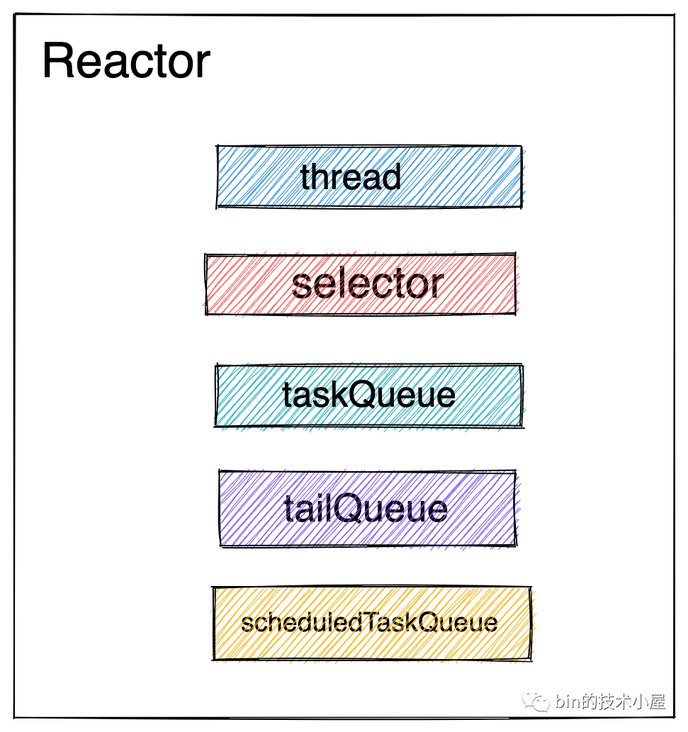 Reactor
thread
selector
taskQueue
tailQueue
scheduledTaskQueue
bin的技术小屋